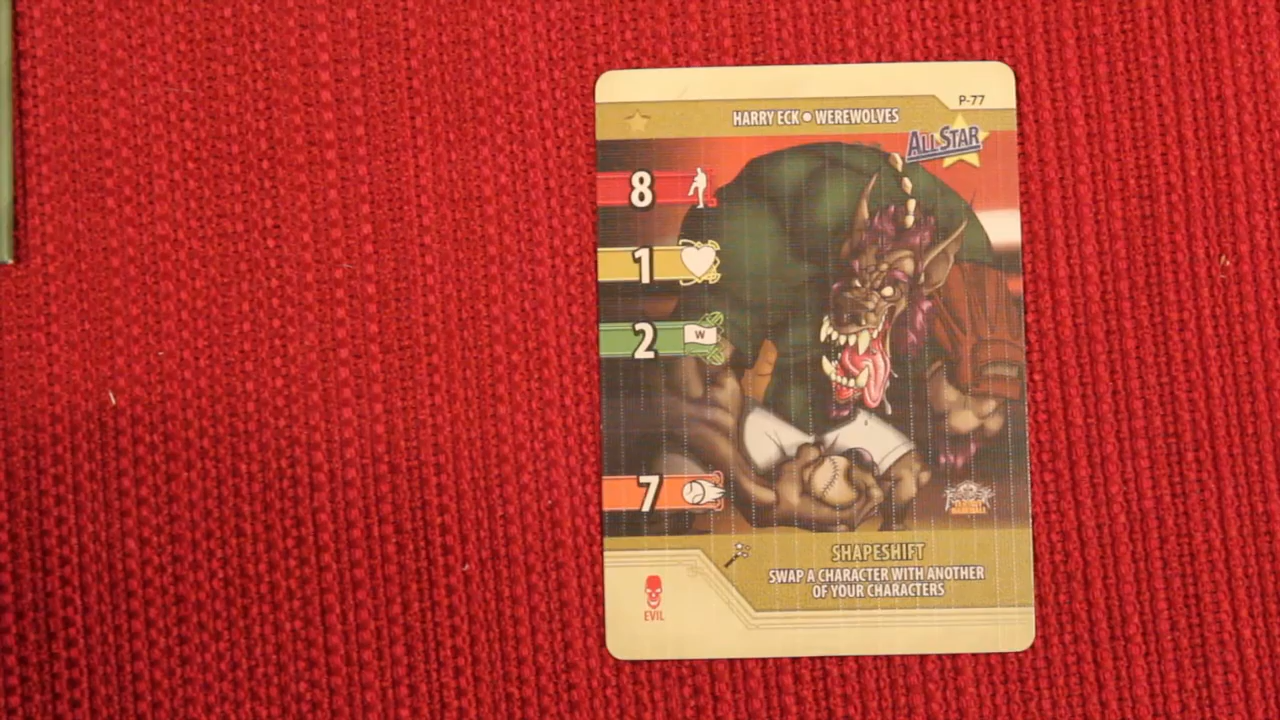 P-77
HARRY ECK • WEREWOLVES
ALL STAR
8
1
2 W
7
SHAPESHIFT
SWAP A CHARACTER WITH ANOTHER
OF YOUR CHARACTERS
EVIL